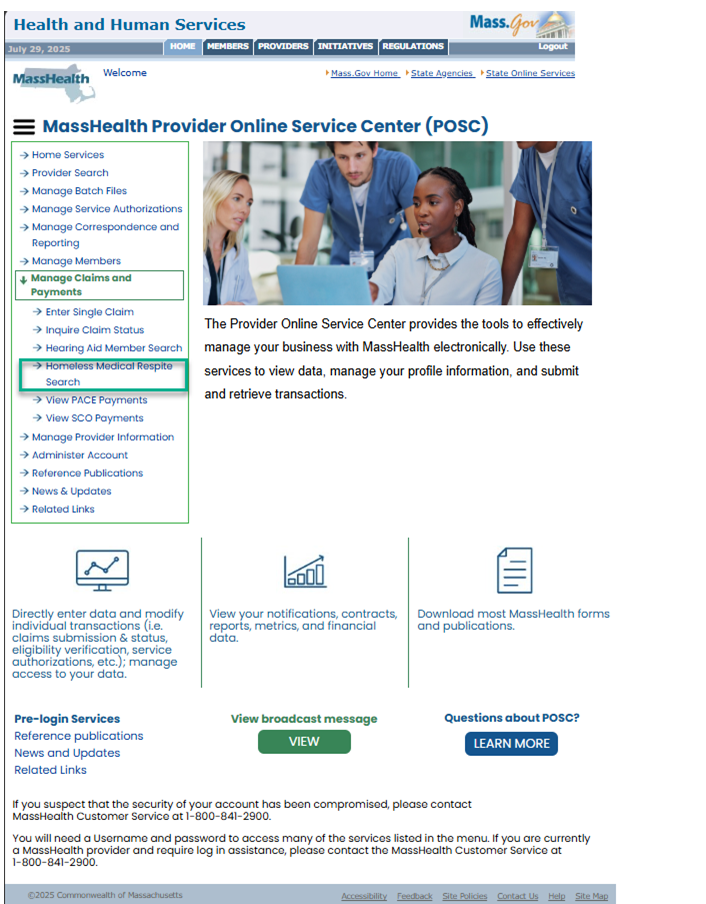 Health and Human Services
Mass.Gov
July 29, 2025
HOME MEMBERS PROVIDERS INITIATIVES REGULATIONS
Logout
MassHealth
Welcome
Mass.Gov Home State Agencies State Online Services
MassHealth Provider Online Service Center (POSC)
Home Services
Provider Search
Manage Batch Files
Manage Service Authorizations
Manage Correspondence and
Reporting
Manage Members
Manage Claims and
Payments
Enter Single Claim
Inquire Claim Status
Hearing Aid Member Search
Homeless Medical Respite
Search
View PACE Payments
View SCO Payments
Manage Provider Information
Administer Account
Reference Publications
News & Updates
Related Links
The Provider Online Service Center provides the tools to effectively
manage your business with MassHealth electronically. Use these
services to view data, manage your profile information, and submit
and retrieve transactions.
Directly enter data and modify
individual transactions (i.e.
claims submission & status,
eligibility verification, service
authorizations, etc.); manage
access to your data.
View your notifications, contracts,
reports, metrics, and financial
data.
Download most MassHealth forms
and publications.
Pre-login Services
Reference publications
News and Updates
Related Links
View broadcast message
VIEW
Questions about POSC?
LEARN MORE
If you suspect that the security of your account has been compromised, please contact
MassHealth Customer Service at 1-800-841-2900.
You will need a Username and password to access many of the services listed in the menu. If you are currently
a MassHealth provider and require log in assistance, please contact the MassHealth Customer Service at
1-800-841-2900.
©2025 Commonwealth of Massachusetts
Accessibility Feedback Site Policies Contact Us Help Site Map